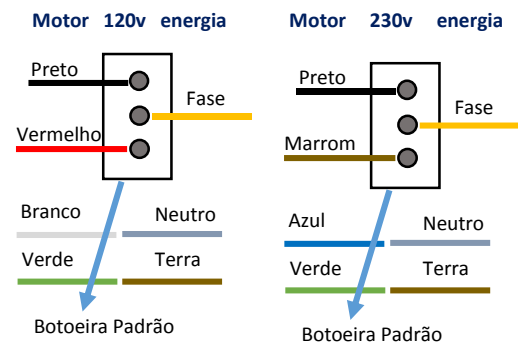 Motor 120v energia
Preto
Fase
Vermelho
Branco Neutro
Verde Terra
Botoeira Padrão
Motor 230v energia
Preto
Fase
Marrom
Azul Neutro
Verde Terra
Botoeira Padrão